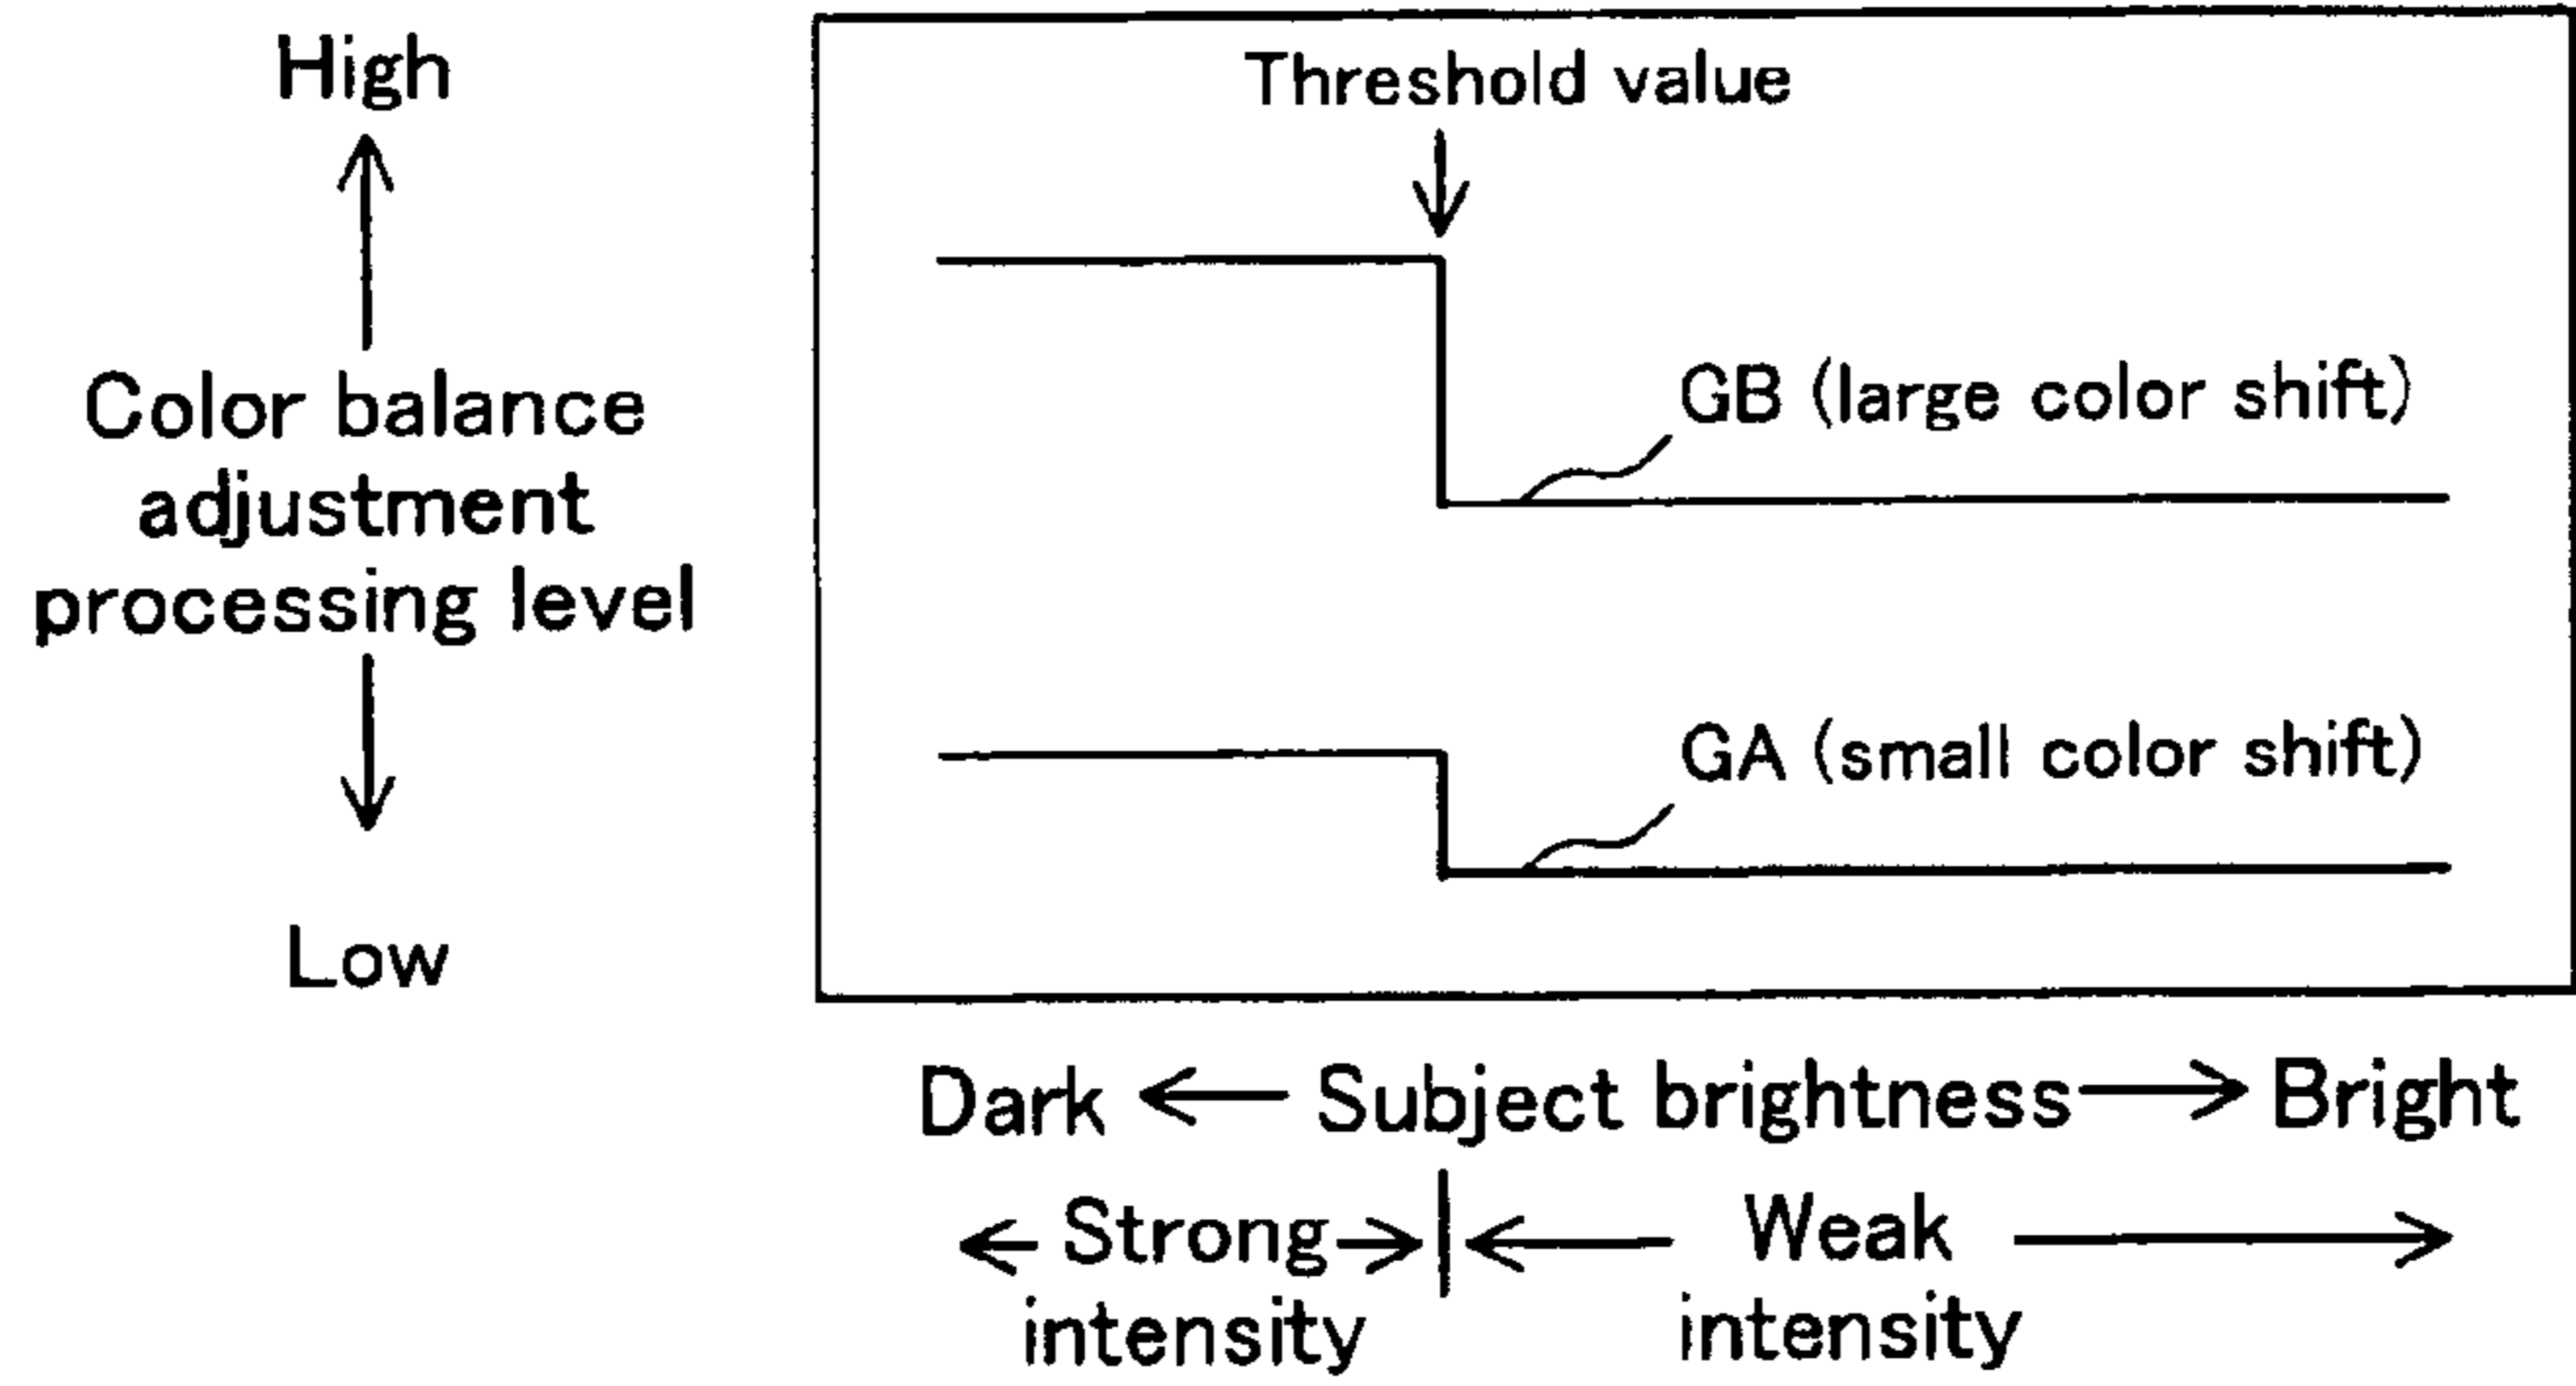 High
Color balance
adjustment
processing level
Low
Threshold value
GB (large color shift)
GA (small color shift)
Dark Subject brightness Bright
Strong Weak
intensity intensity